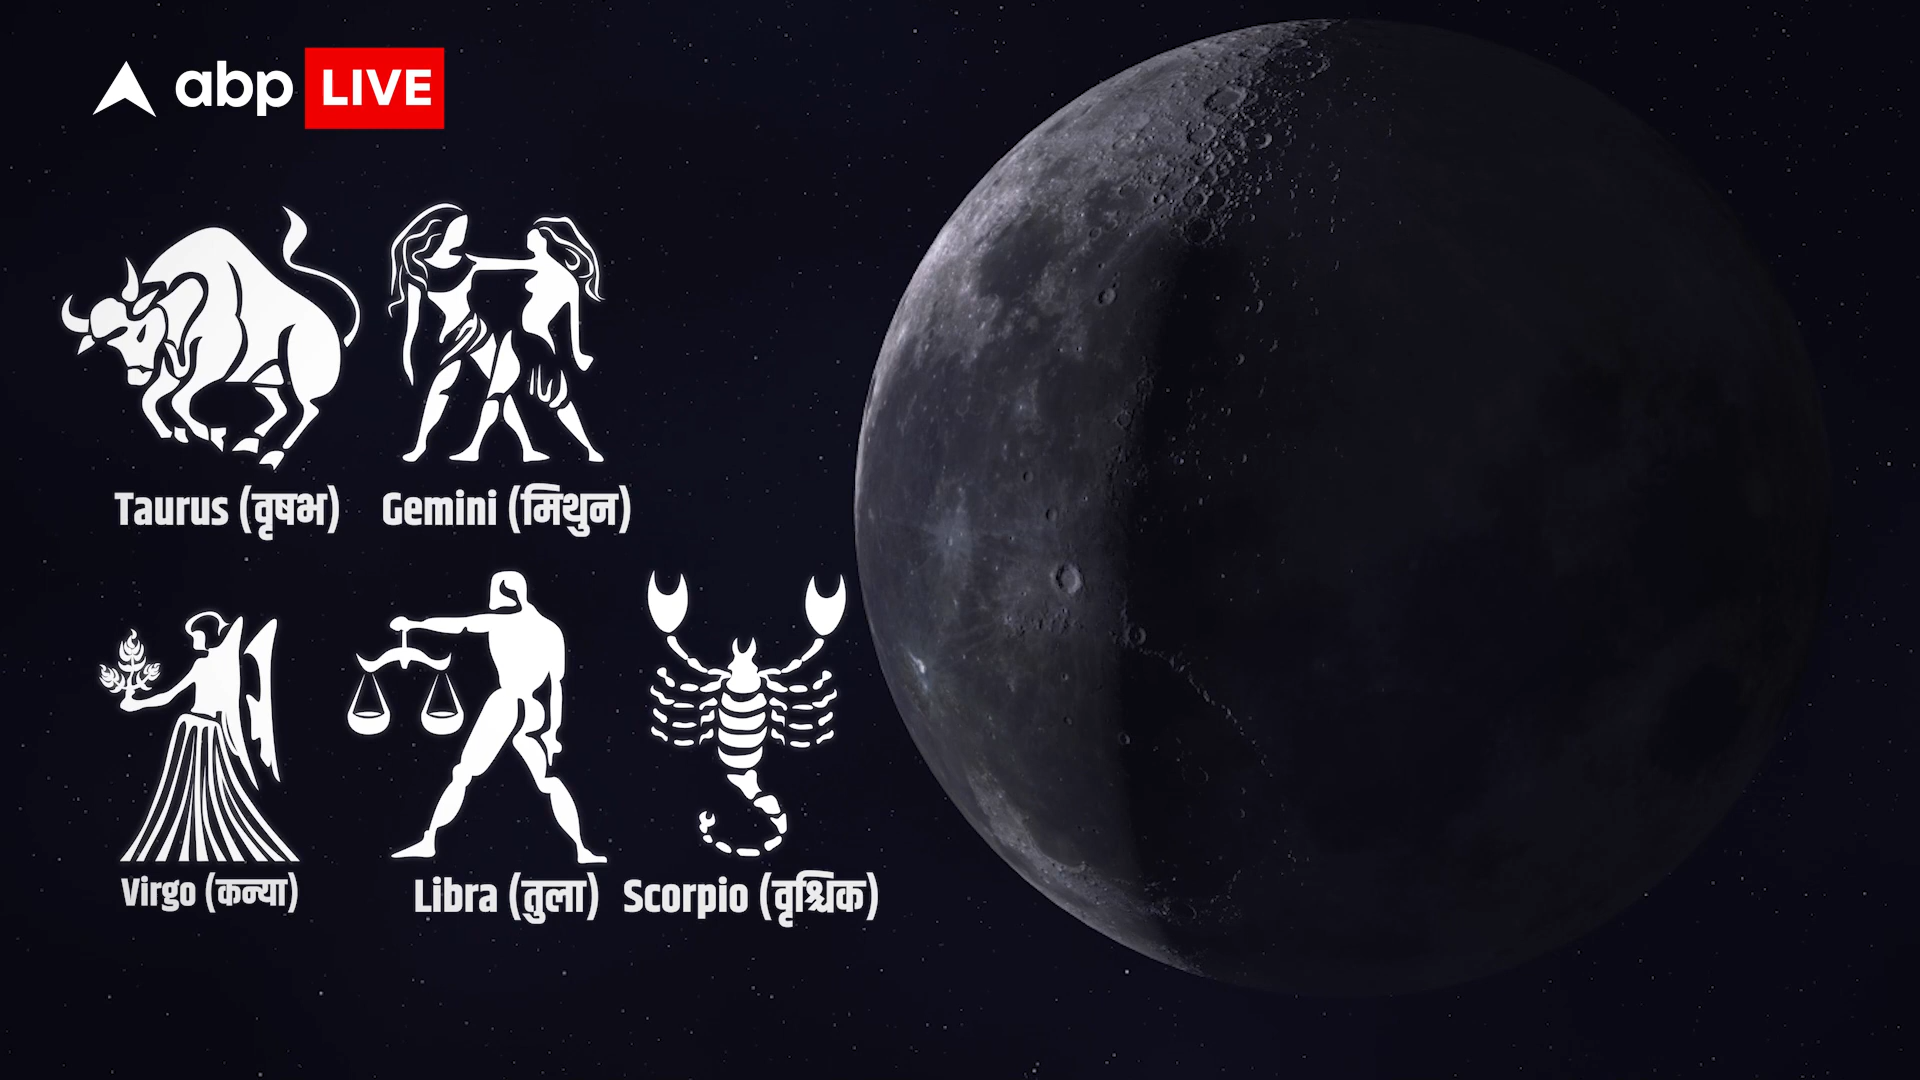 abp LIVE
Taurus (वृषभ) Gemini (मिथुन)
Virgo (कन्या) Libra (तुला) Scorpio (वृश्चिक)